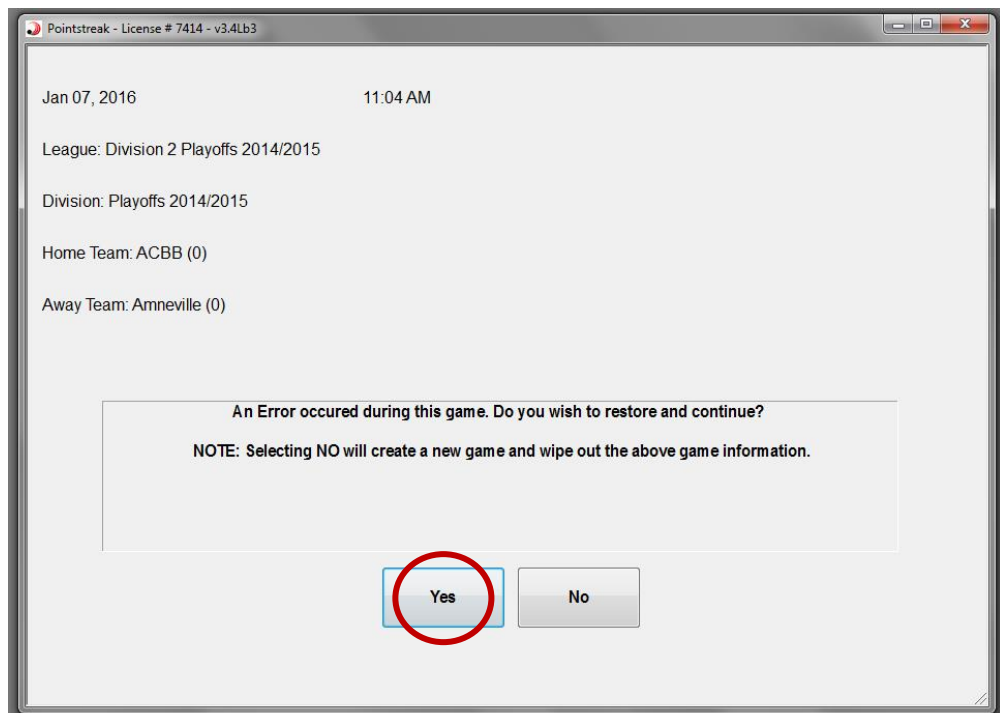 Pointstreak - License # 7414 - v3.4Lb3
Jan 07, 2016 11:04 AM
League: Division 2 Playoffs 2014/2015
Division: Playoffs 2014/2015
Home Team: ACBB (0)
Away Team: Amneville (0)
An Error occured during this game. Do you wish to restore and continue?
NOTE: Selecting NO will create a new game and wipe out the above game information.
Yes No